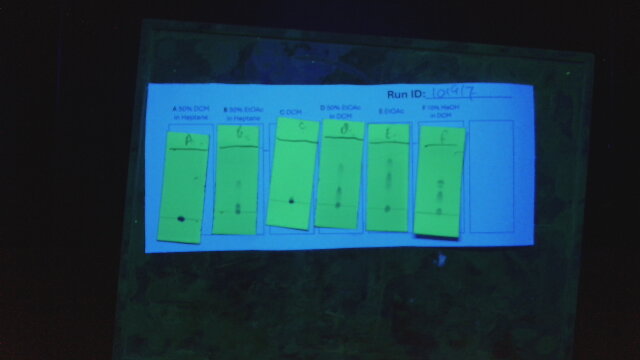 Run ID: 10917
A 50% DCM
in Heptane
B 50% EtOAc
in Heptane
C DCM
D 50% EtOAc
in DCM
E EtOAc
F 10% MeOH
in DCM
A.
B.
C.
D.
E.
F